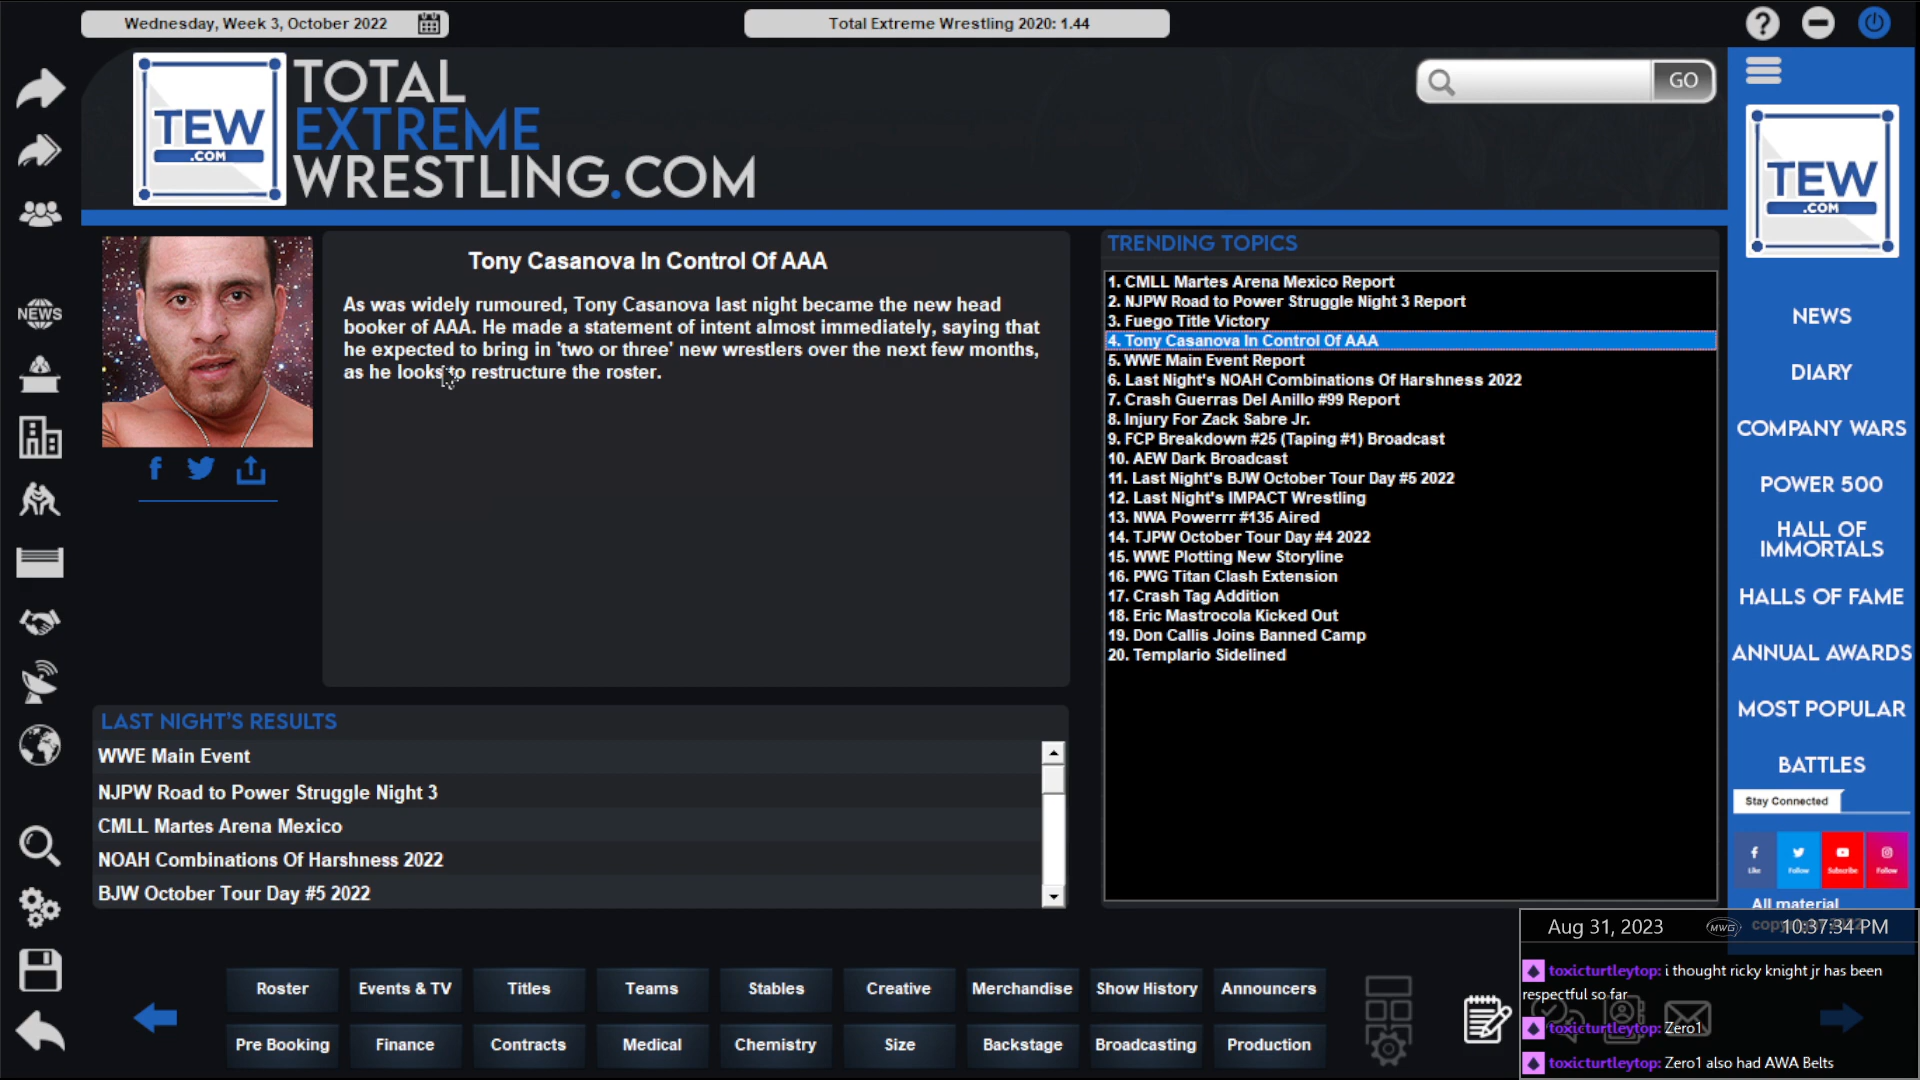 Wednesday, Week 3, October 2022
Total Extreme Wrestling 2020: 1.44
?
TEW
.COM
TOTAL
EXTREME
WRESTLING.COM
GO
TEW
.COM
Tony Casanova In Control Of AAA
As was widely rumoured, Tony Casanova last night became the new head
booker of AAA. He made a statement of intent almost immediately, saying that
he expected to bring in 'two or three' new wrestlers over the next few months,
as he looks to restructure the roster.
TRENDING TOPICS
1. CMLL Martes Arena Mexico Report
2. NJPW Road to Power Struggle Night 3 Report
3. Fuego Title Victory
4. Tony Casanova In Control Of AAA
5. WWE Main Event Report
6. Last Night's NOAH Combinations Of Harshness 2022
7. Crash Guerras Del Anillo #99 Report
8. Injury For Zack Sabre Jr.
9. FCP Breakdown #25 (Taping #1) Broadcast
10. AEW Dark Broadcast
11. Last Night's BJW October Tour Day #5 2022
12. Last Night's IMPACT Wrestling
13. NWA Powerrr #135 Aired
14. TJPW October Tour Day #4 2022
15. WWE Plotting New Storyline
16. PWG Titan Clash Extension
17. Crash Tag Addition
18. Eric Mastrocola Kicked Out
19. Don Callis Joins Banned Camp
20. Templario Sidelined
NEWS
NEWS
DIARY
COMPANY WARS
POWER 500
HALL OF
IMMORTALS
HALLS OF FAME
ANNUAL AWARDS
MOST POPULAR
BATTLES
Stay Connected
Like
Follow
Subscribe
Follow
All material
LAST NIGHT'S RESULTS
WWE Main Event
NJPW Road to Power Struggle Night 3
CMLL Martes Arena Mexico
NOAH Combinations Of Harshness 2022
BJW October Tour Day #5 2022
Aug 31, 2023
MWG
10:37:34 PM
toxicturtleytop: i thought ricky knight jr has been
respectful so far
toxicturtleytop: Zero1
toxicturtleytop: Zero1 also had AWA Belts
Roster
Events & TV
Titles
Teams
Stables
Creative
Merchandise
Show History
Announcers
Pre Booking
Finance
Contracts
Medical
Chemistry
Size
Backstage
Broadcasting
Production